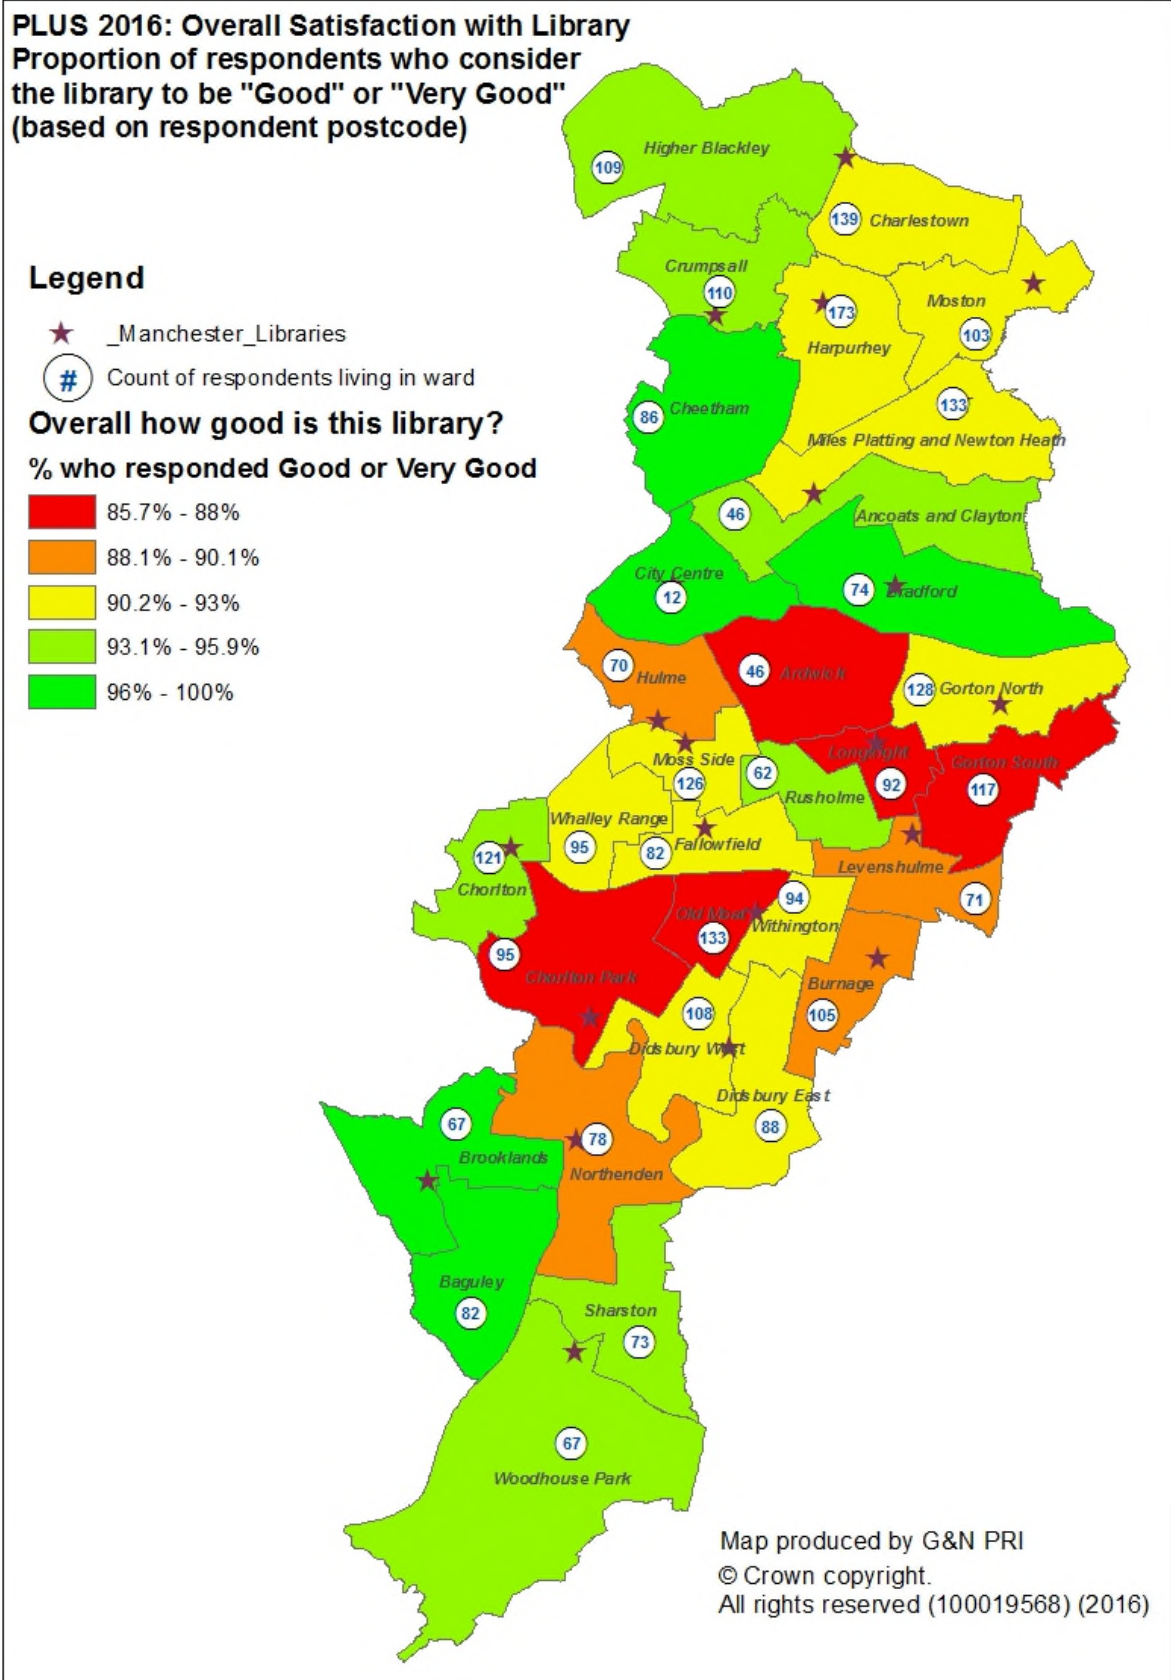 PLUS 2016: Overall Satisfaction with Library
Proportion of respondents who consider
the library to be "Good" or "Very Good"
(based on respondent postcode)
Legend
_Manchester_Libraries
# Count of respondents living in ward
Overall how good is this library?
% who responded Good or Very Good
85.7% - 88%
88.1% - 90.1%
90.2% - 93%
93.1% - 95.9%
96% - 100%
Higher Blackley
109
139 Charlestown
Crumpsall
110
Moston
103
173
Harpurhey
86 Cheetham
133
Miles Platting and Newton Heath
46
Ancoats and Clayton
City Centre
12
74 Bradford
70 Hulme
46 Ardwick
128 Gorton North
Moss Side
126
62
Rusholme
Longsight
92
Gorton South
117
Whalley Range
95
82 Fallowfield
121
Chorlton
Levenshulme
71
95
Chorlton Park
Old Moat
133
94
Withington
Burnage
105
108
Didsbury West
Didsbury East
88
67
Brooklands
78
Northenden
Baguley
82
Sharston
73
67
Woodhouse Park
Map produced by G&N PRI
© Crown copyright.
All rights reserved (100019568) (2016)